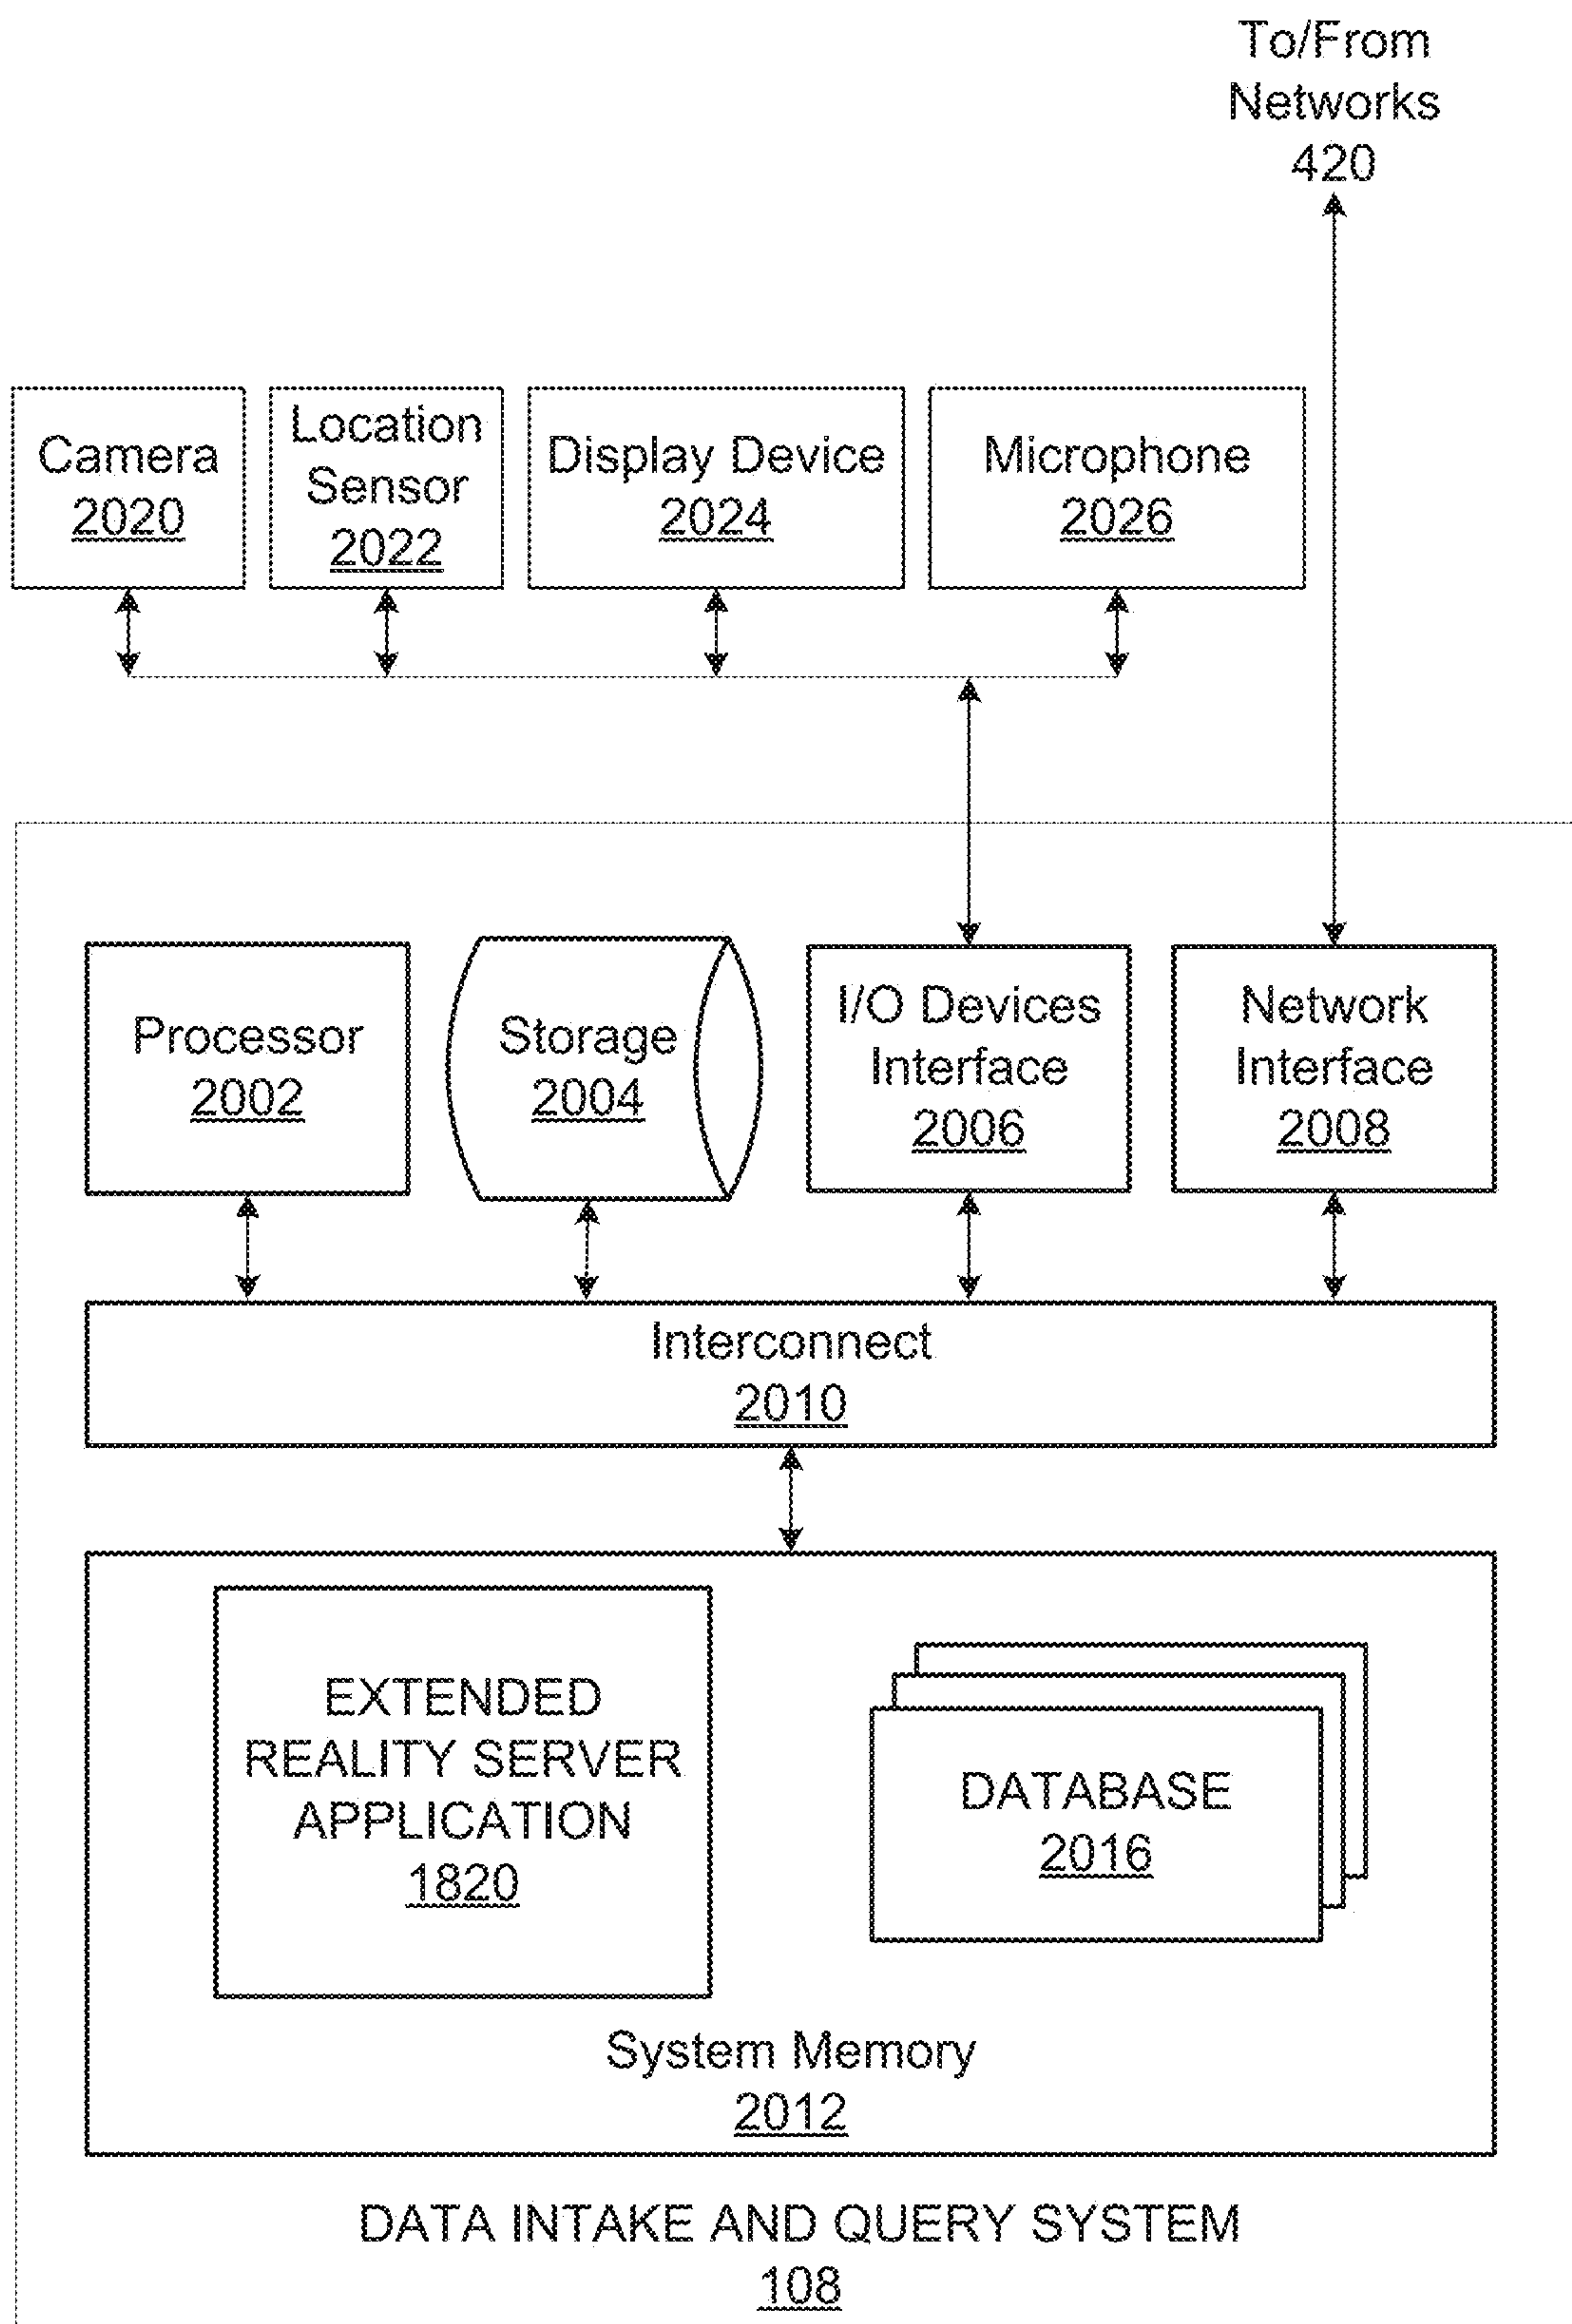 To/From
Networks
420
Camera
2020
Location
Sensor
2022
Display Device
2024
Microphone
2026
Processor
2002
Storage
2004
I/O Devices
Interface
2006
Network
Interface
2008
Interconnect
2010
EXTENDED
REALITY SERVER
APPLICATION
1820
DATABASE
2016
System Memory
2012
DATA INTAKE AND QUERY SYSTEM
108